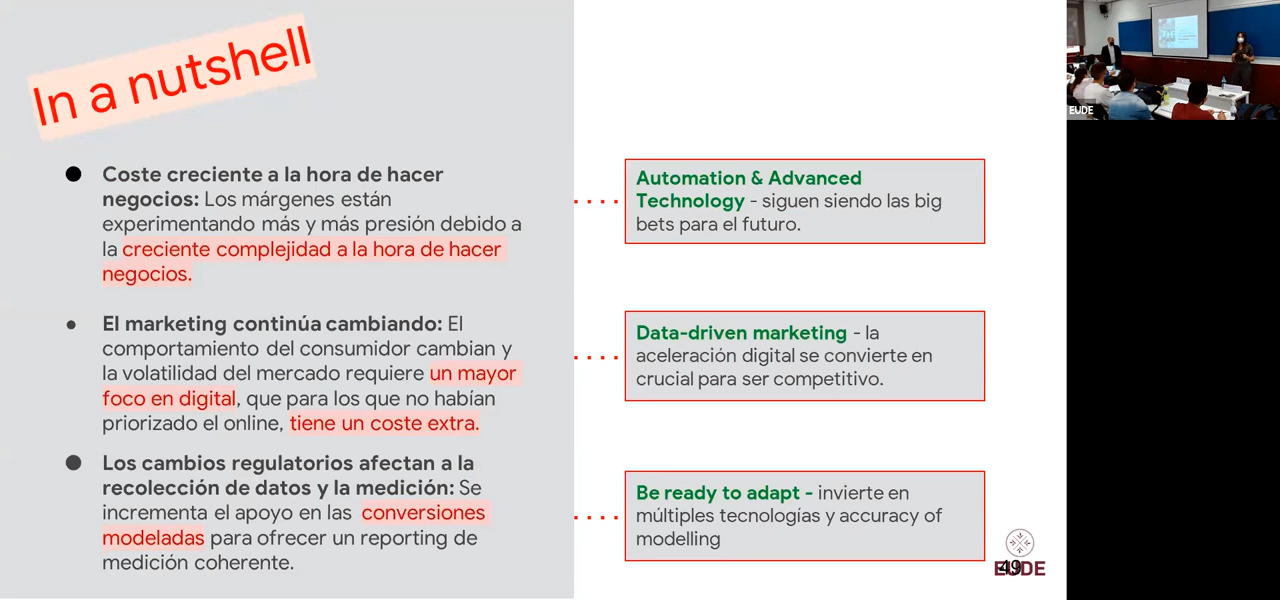 In a nutshell
● Coste creciente a la hora de hacer
negocios: Los márgenes están
experimentando más y más presión debido a
la creciente complejidad a la hora de hacer
negocios.
● El marketing continúa cambiando: El
comportamiento del consumidor cambian y
la volatilidad del mercado requiere un mayor
foco en digital, que para los que no habían
priorizado el online, tiene un coste extra.
● Los cambios regulatorios afectan a la
recolección de datos y la medición: Se
incrementa el apoyo en las conversiones
modeladas para ofrecer un reporting de
medición coherente.
Automation & Advanced
Technology - siguen siendo las big
bets para el futuro.
Data-driven marketing - la
aceleración digital se convierte en
crucial para ser competitivo.
Be ready to adapt - invierte en
múltiples tecnologías y accuracy of
modelling
EUDE
49
EUDE